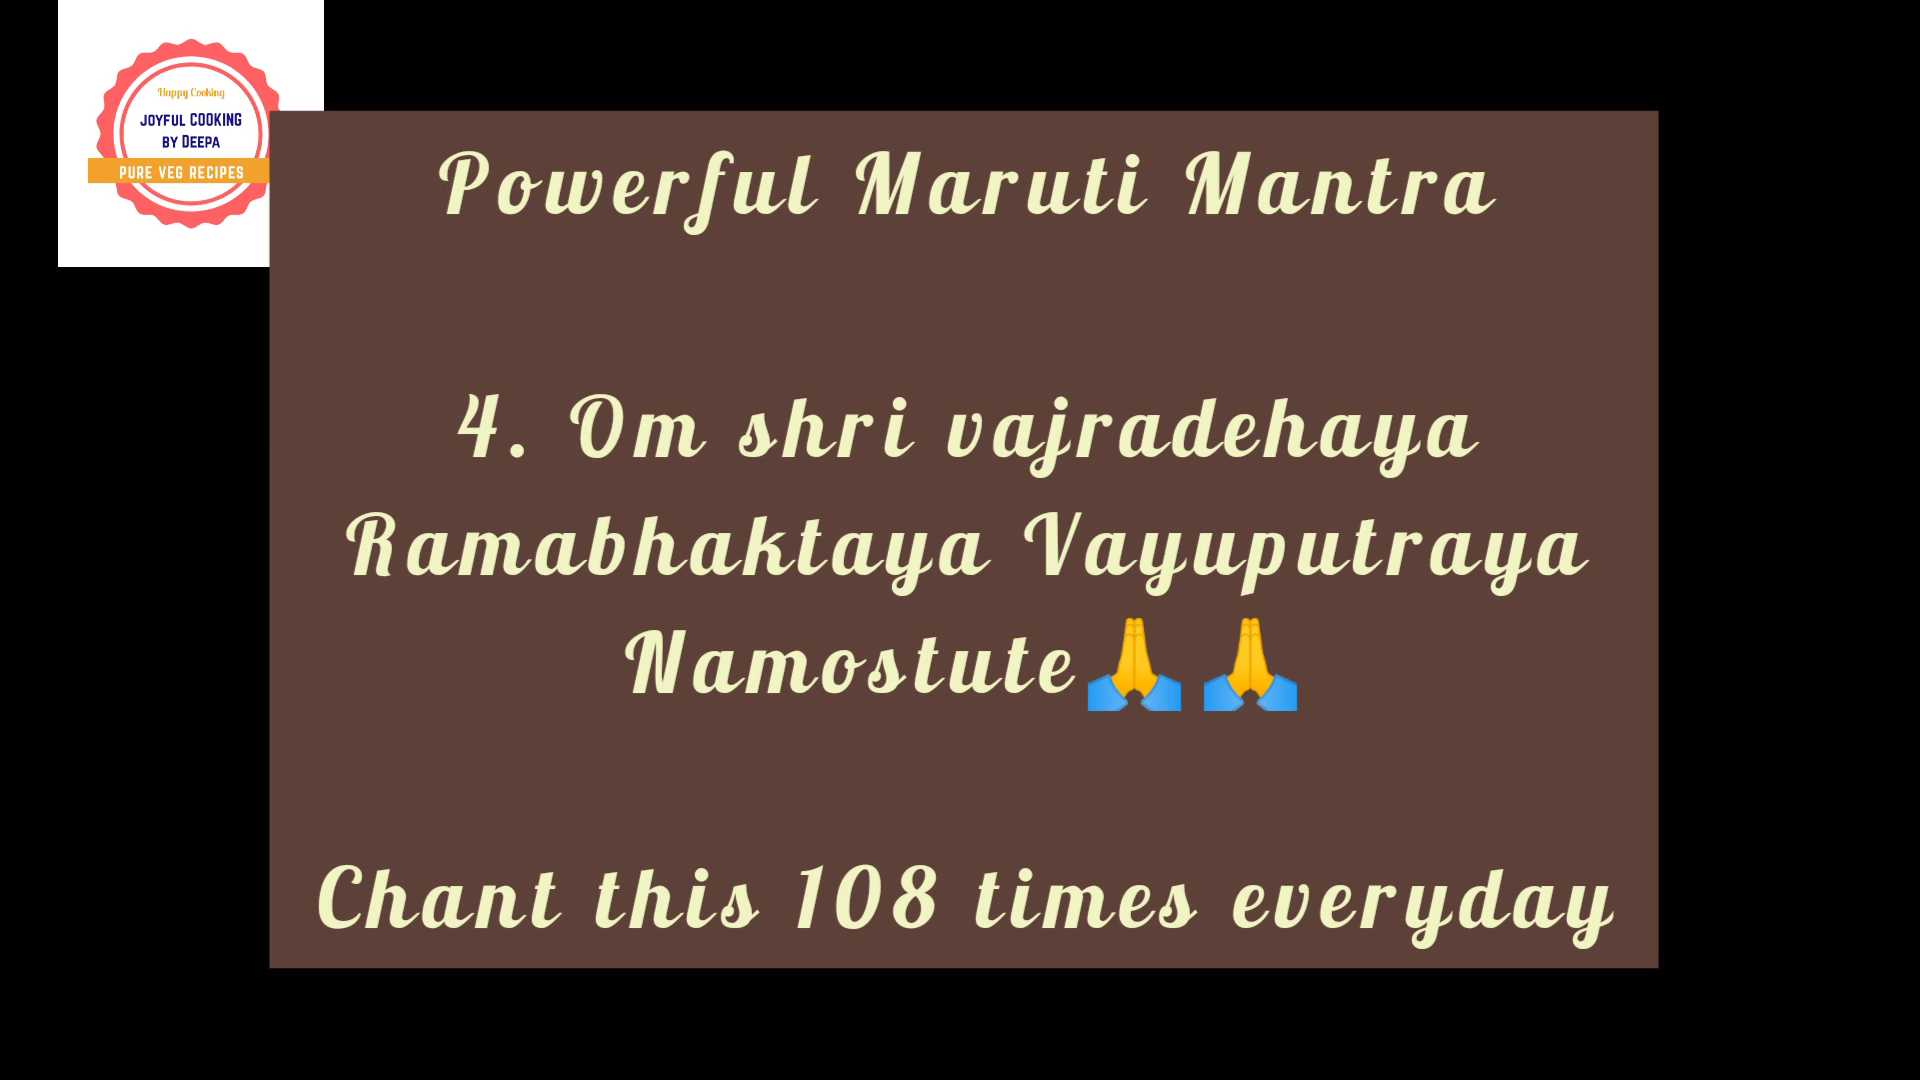 Happy Cooking
JOYFUL COOKING
BY DEEPA
PURE VEG RECIPES
Powerful Maruti Mantra
4. Om shri vajradehaya
Ramabhaktaya Vayuputraya
Namostute🙏🙏
Chant this 108 times everyday